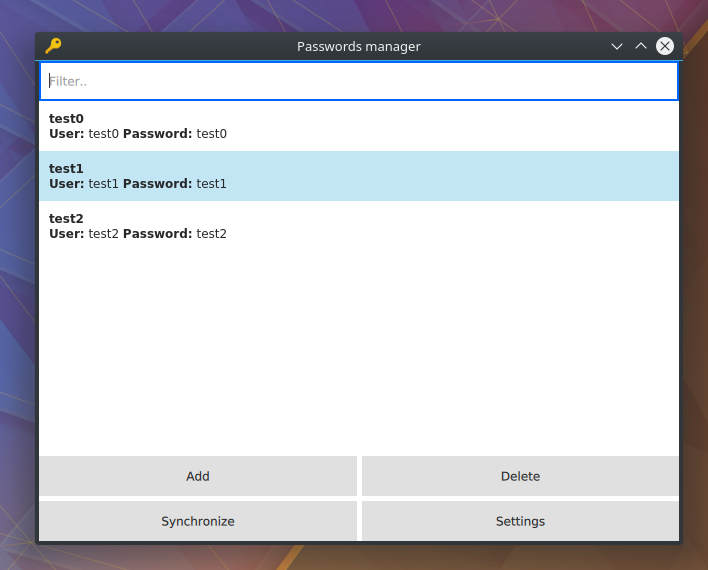 Passwords manager
Filter..
test0
User: test0 Password: test0
test1
User: test1 Password: test1
test2
User: test2 Password: test2
Add
Delete
Synchronize
Settings